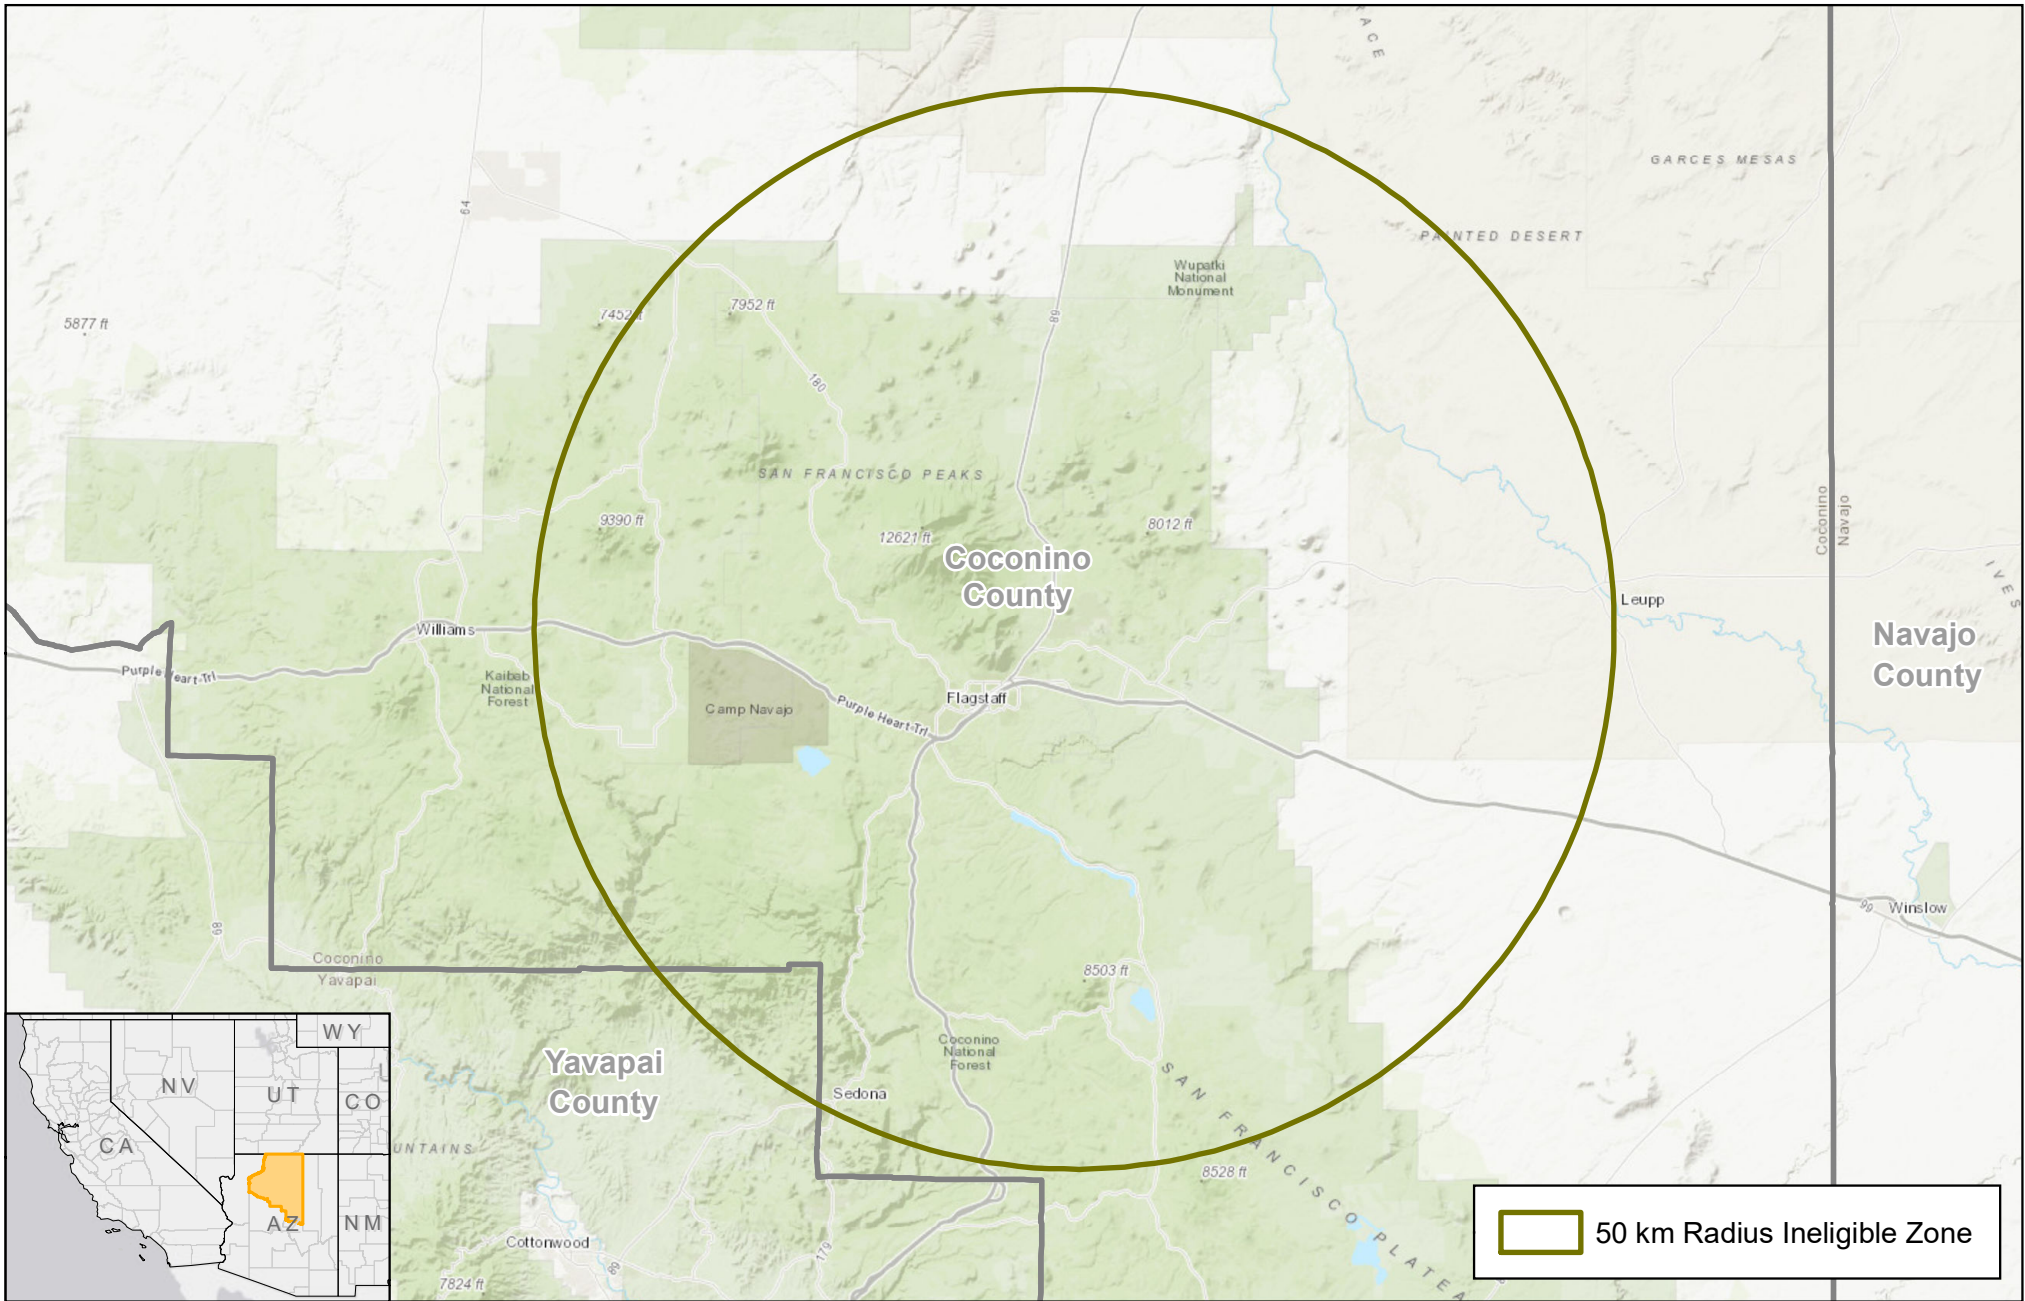 ACE
GARCES MESAS
64
PAINTED DESERT
Wupatki
National
Monument
7952 ft
7452 ft
5877 ft
89
180
SAN FRANCISCO PEAKS
9390 ft
12621 ft
8012 ft
Coconino
Navajo
Coconino
County
IVES
Leupp
Williams
Navajo
County
Purple Heart Trl
Kaibab
National
Forest
Camp Navajo
Purple Heart Trl
Flagstaff
99
Winslow
89
Coconino
Yavapai
8503 ft
Coconino
National
Forest
Yavapai
County
Sedona
SAN FRANCISCO PLATEA
UNTAINS
8528 ft
Cottonwood
179
89
7824 ft
WY
NV
UT
U
CO
CA
AZ
NM
50 km Radius Ineligible Zone